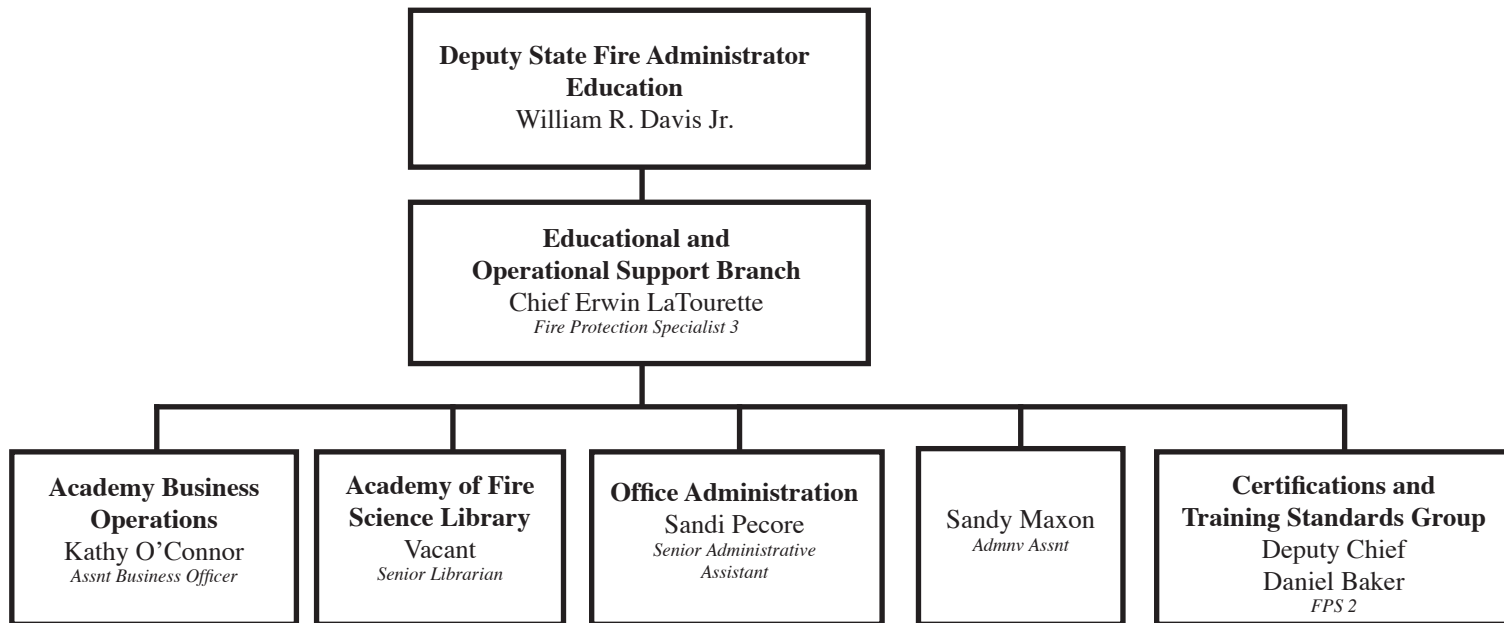 Deputy State Fire Administrator
Education
William R. Davis Jr.
Educational and
Operational Support Branch
Chief Erwin LaTourette
Fire Protection Specialist 3
Academy Business
Operations
Kathy O’Connor
Assnt Business Officer
Academy of Fire
Science Library
Vacant
Senior Librarian
Office Administration
Sandi Pecore
Senior Administrative
Assistant
Sandy Maxon
Admnv Assnt
Certifications and
Training Standards Group
Deputy Chief
Daniel Baker
FPS 2